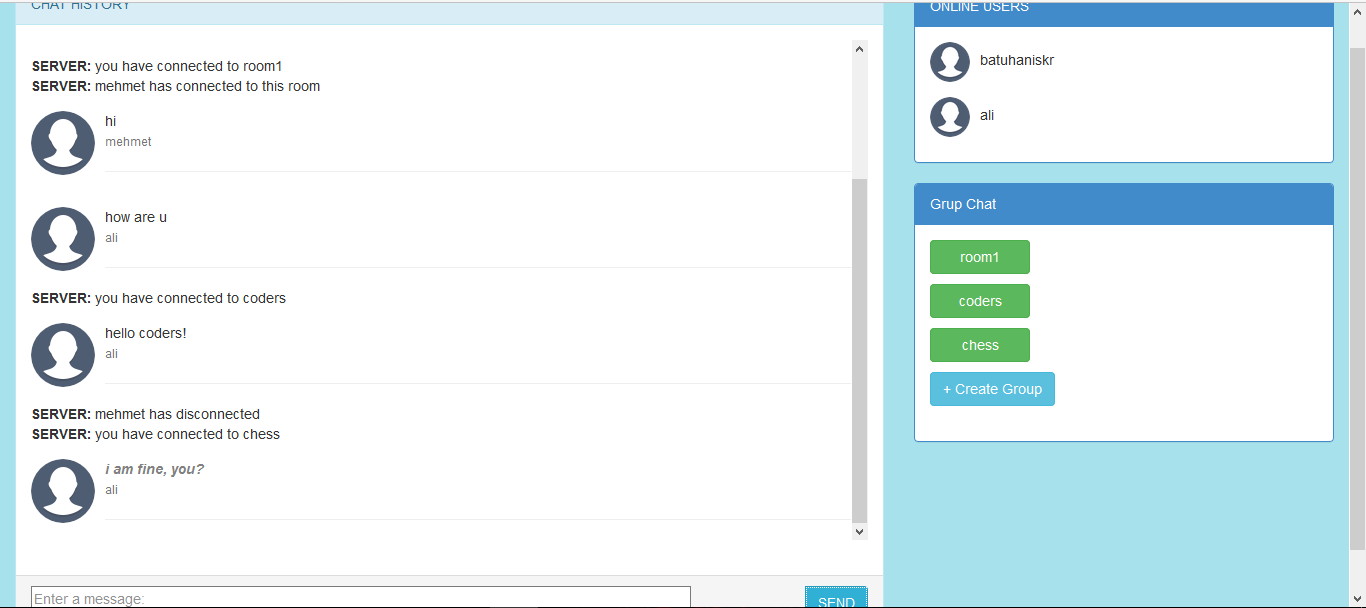 CHAT HISTORY
SERVER: you have connected to room1
SERVER: mehmet has connected to this room
hi
mehmet
how are u
ali
SERVER: you have connected to coders
hello coders!
ali
SERVER: mehmet has disconnected
SERVER: you have connected to chess
i am fine, you?
ali
Enter a message:
SEND
ONLINE USERS
batuhaniskr
ali
Grup Chat
room1
coders
chess
+ Create Group